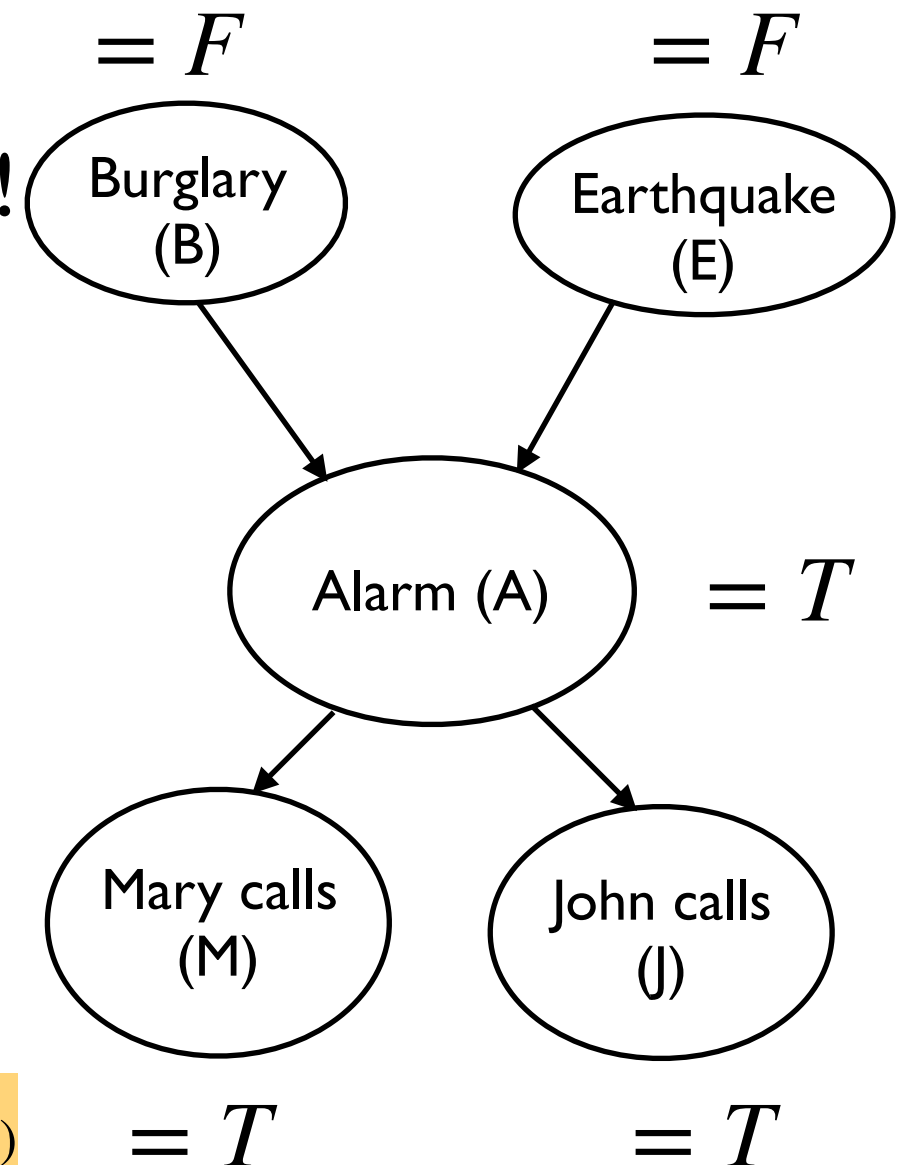 = F
= F
!
Burglary
(B)
Earthquake
(E)
Alarm (A)
= T
Mary calls
(M)
John calls
(J)
)
= T
= T